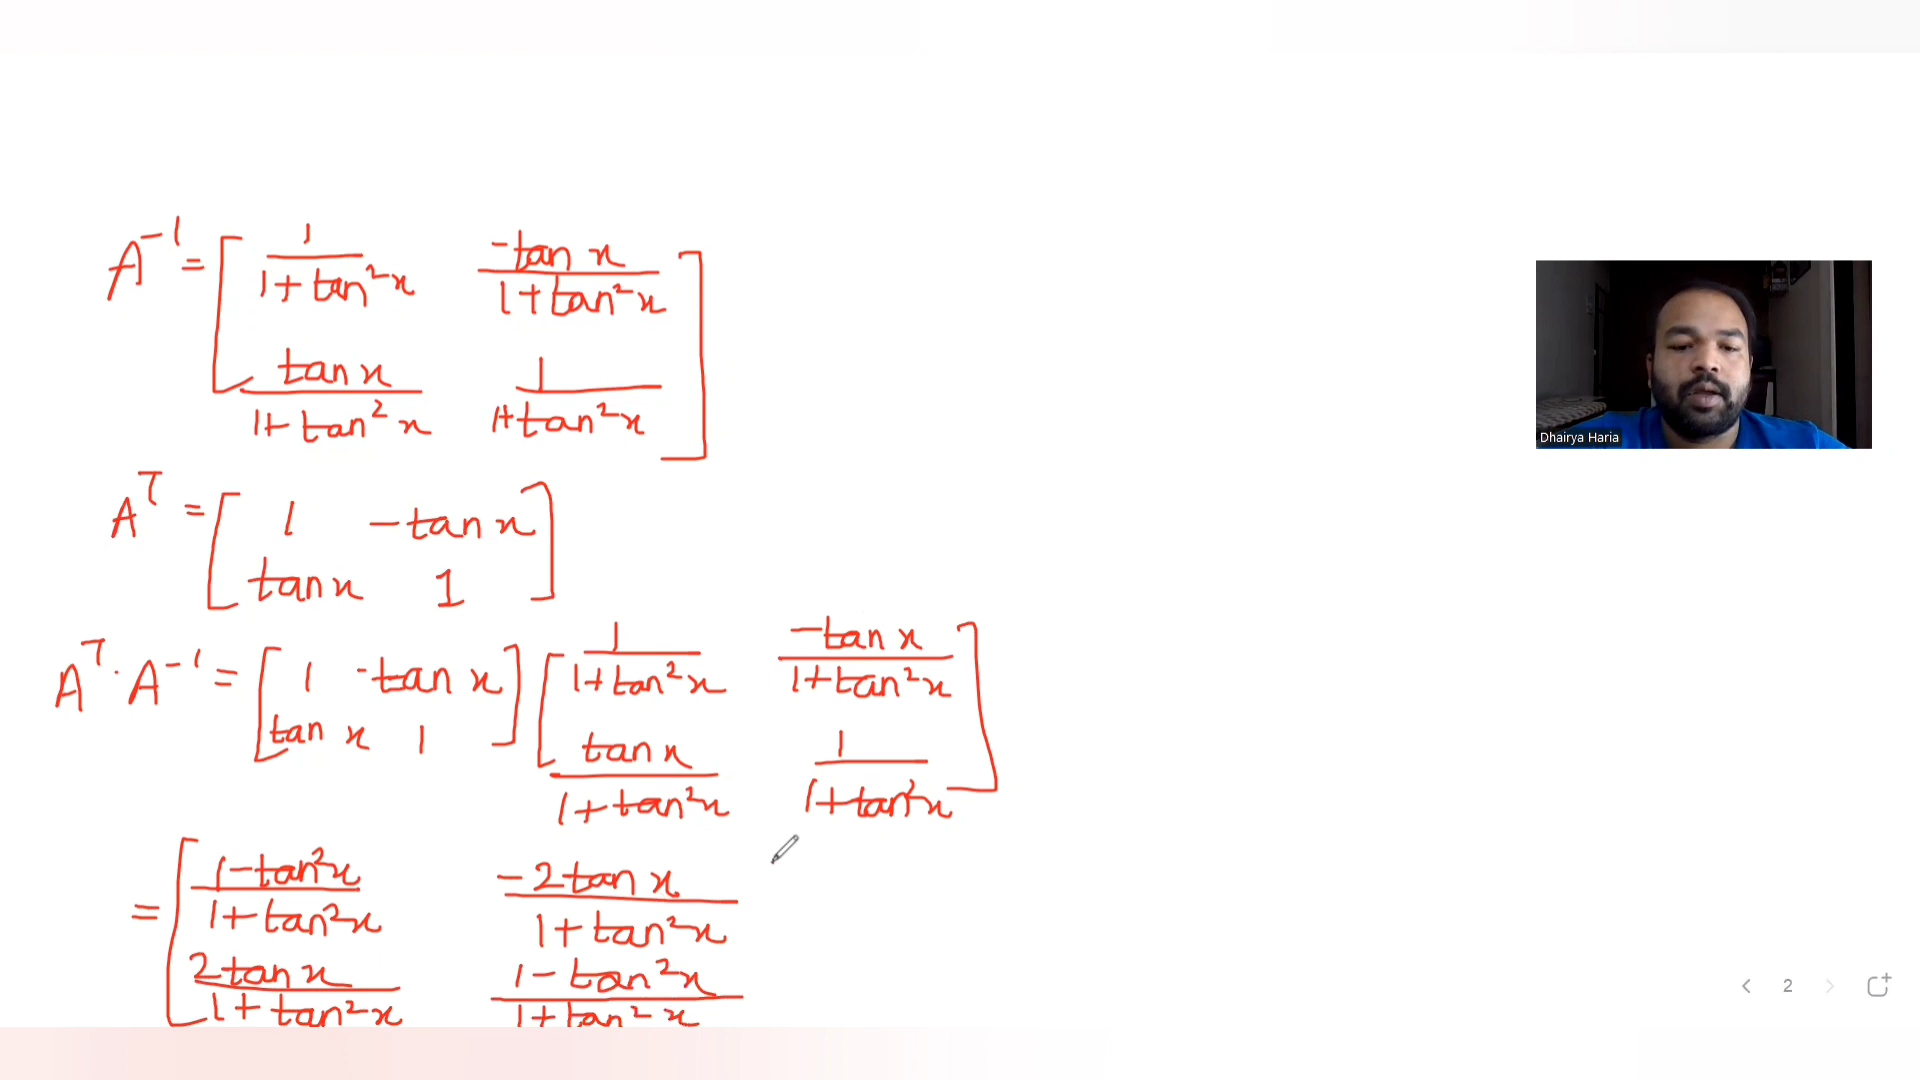 A⁻¹ = [ 1/(1+tan²x)   -tan x/(1+tan²x)
tan x/(1+tan²x)   1/(1+tan²x) ]
Aᵀ = [ 1   -tan x
tan x   1 ]
Aᵀ · A⁻¹ = [ 1   -tan x   [ 1/(1+tan²x)   -tan x/(1+tan²x)
tan x   1 ]   tan x/(1+tan²x)   1/(1+tan²x) ]
= [ (1-tan²x)/(1+tan²x)   -2tan x/(1+tan²x)
2tan x/(1+tan²x)   (1-tan²x)/(1+tan²x)
Dhairya Haria
2